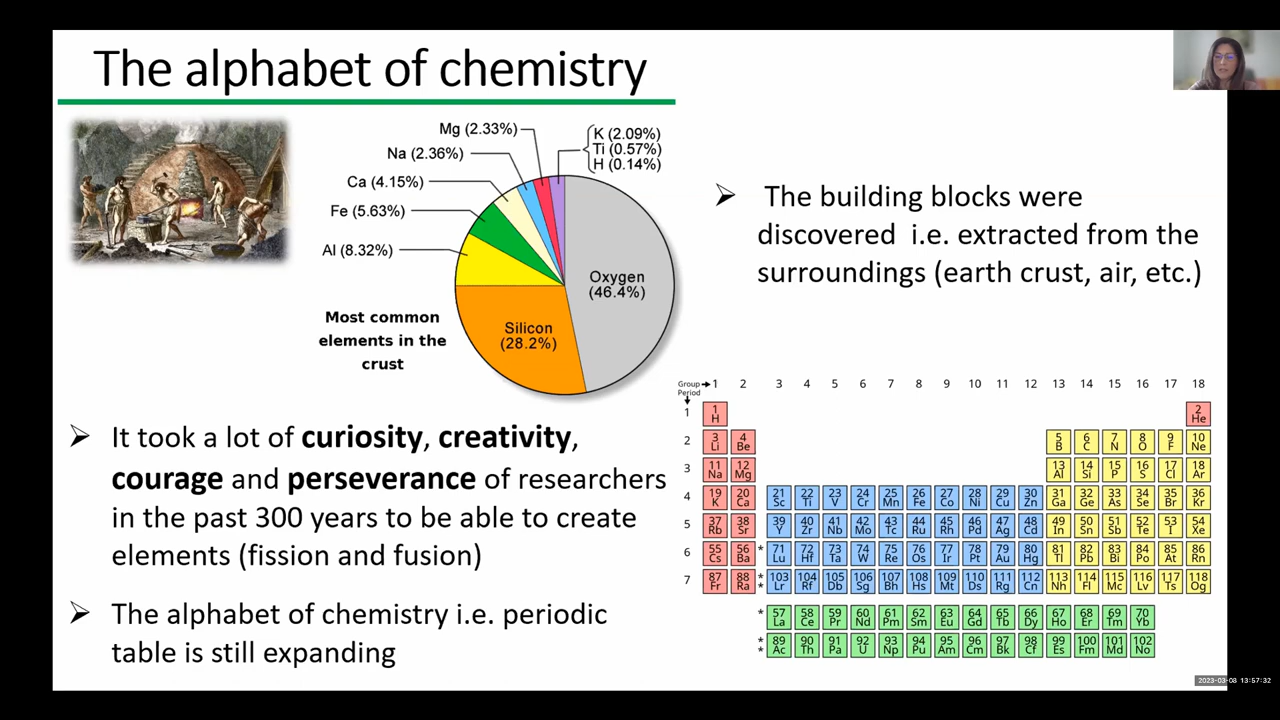 The alphabet of chemistry
Mg (2.33%)
Na (2.36%)
Ca (4.15%)
Fe (5.63%)
Al (8.32%)
K (2.09%)
Ti (0.57%)
H (0.14%)
Oxygen
(46.4%)
Silicon
(28.2%)
Most common
elements in the
crust
➢ The building blocks were
discovered i.e. extracted from the
surroundings (earth crust, air, etc.)
➢ It took a lot of curiosity, creativity,
courage and perseverance of researchers
in the past 300 years to be able to create
elements (fission and fusion)
➢ The alphabet of chemistry i.e. periodic
table is still expanding
Group 1 2 3 4 5 6 7 8 9 10 11 12 13 14 15 16 17 18
Period
1 1 2
H He
2 3 4 5 6 7 8 9 10
Li Be B C N O F Ne
3 11 12 13 14 15 16 17 18
Na Mg Al Si P S Cl Ar
4 19 20 21 22 23 24 25 26 27 28 29 30 31 32 33 34 35 36
K Ca Sc Ti V Cr Mn Fe Co Ni Cu Zn Ga Ge As Se Br Kr
5 37 38 39 40 41 42 43 44 45 46 47 48 49 50 51 52 53 54
Rb Sr Y Zr Nb Mo Tc Ru Rh Pd Ag Cd In Sn Sb Te I Xe
6 55 56 * 71 72 73 74 75 76 77 78 79 80 81 82 83 84 85 86
Cs Ba Lu Hf Ta W Re Os Ir Pt Au Hg Tl Pb Bi Po At Rn
7 87 88 * 103 104 105 106 107 108 109 110 111 112 113 114 115 116 117 118
Fr Ra * Lr Rf Db Sg Bh Hs Mt Ds Rg Cn Nh Fl Mc Lv Ts Og
* 57 58 59 60 61 62 63 64 65 66 67 68 69 70
La Ce Pr Nd Pm Sm Eu Gd Tb Dy Ho Er Tm Yb
* 89 90 91 92 93 94 95 96 97 98 99 100 101 102
* Ac Th Pa U Np Pu Am Cm Bk Cf Es Fm Md No
2023-03-08 13:57:32